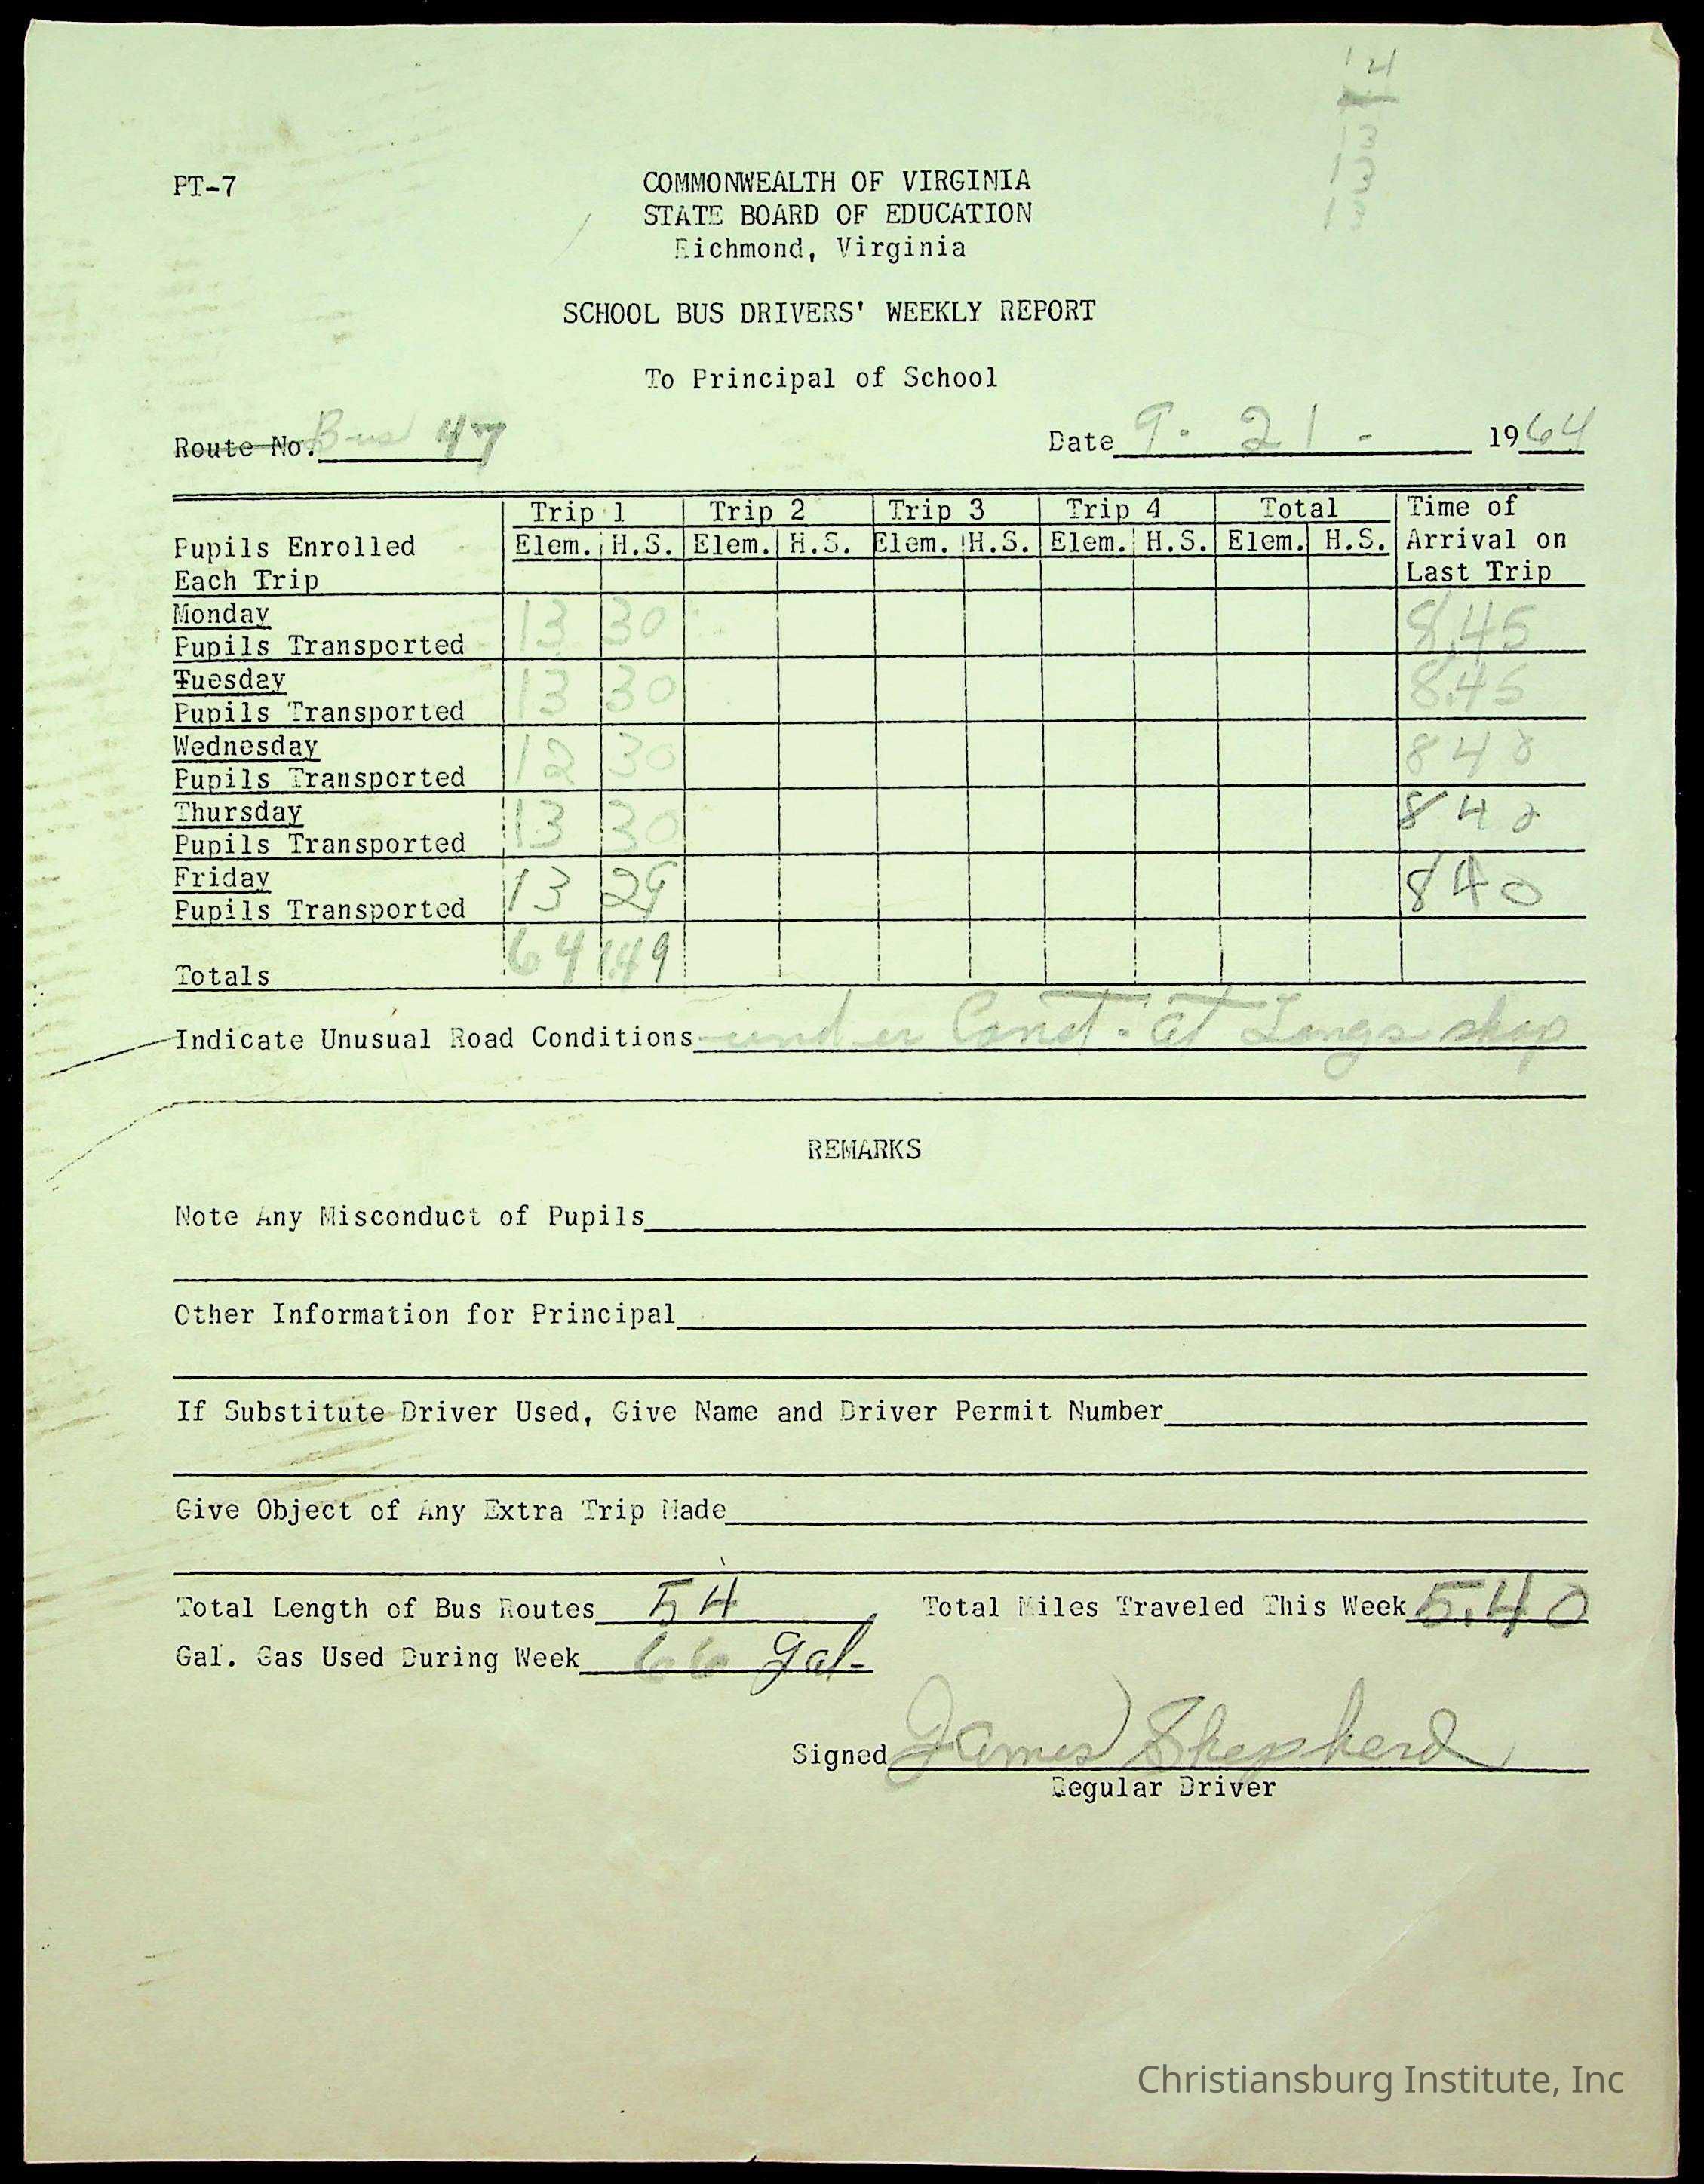 14
13
13
13
PT-7
COMMONWEALTH OF VIRGINIA
STATE BOARD OF EDUCATION
Richmond, Virginia
SCHOOL BUS DRIVERS' WEEKLY REPORT
To Principal of School
Route No. Bus 47 Date 9. 21 - 1964
Trip 1 Trip 2 Trip 3 Trip 4 Total Time of
Pupils Enrolled Elem. H.S. Elem. H.S. Elem. H.S. Elem. H.S. Elem. H.S. Arrival on
Each Trip Last Trip
Monday 13 30 8.45
Pupils Transported
Tuesday 13 30 8.45
Pupils Transported
Wednesday 12 30 840
Pupils Transported
Thursday 13 30 840
Pupils Transported
Friday 13 29 840
Pupils Transported
Totals 64 149
Indicate Unusual Road Conditions under Const. at Longs shop
REMARKS
Note Any Misconduct of Pupils
Other Information for Principal
If Substitute Driver Used, Give Name and Driver Permit Number
Give Object of Any Extra Trip Made
Total Length of Bus Routes 54 Total Miles Traveled This Week 5.40
Gal. Gas Used During Week 66 gal-
Signed James Shepherd
Regular Driver
Christiansburg Institute, Inc